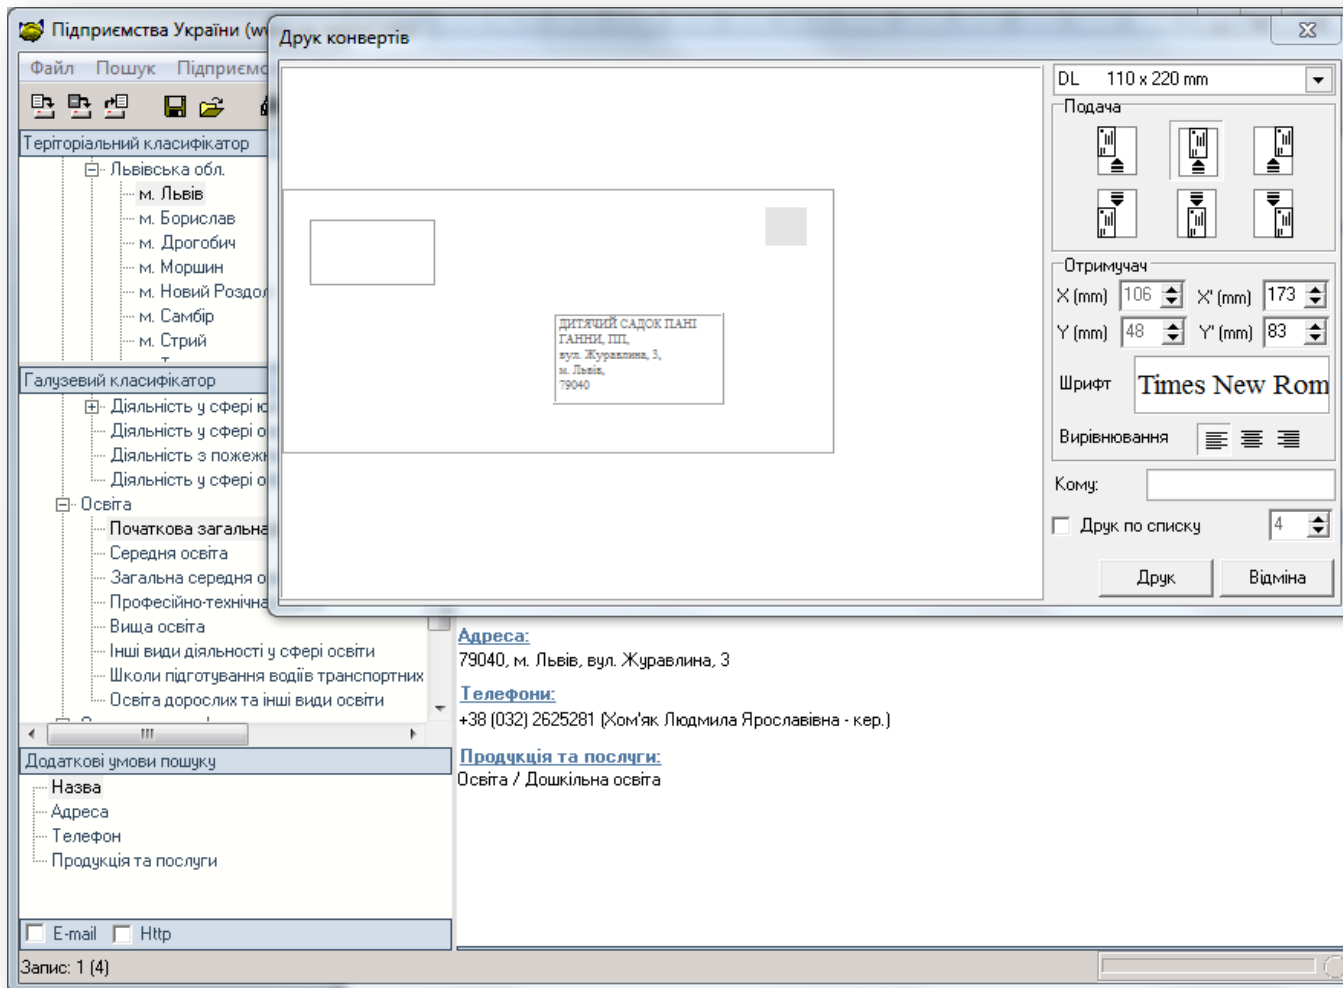 Підприємства України (w
Друк конвертів
Файл Пошук Підприємс
DL 110 x 220 mm
Подача
Теріторіальний класифікатор
Львівська обл.
м. Львів
м. Борислав
м. Дрогобич
м. Моршин
м. Новий Роздол
м. Самбір
м. Стрий
ДИТЯЧИЙ САДОК ПАНІ
ГАННИ, ПП,
вул. Журавлина, 3,
м. Львів,
79040
Отримучач
X (mm) 106 X' (mm) 173
Y (mm) 48 Y' (mm) 83
Шрифт Times New Rom
Вирівнювання
Кому:
Друк по списку 4
Друк Відміна
Галузевий класифікатор
Діяльність у сфері ю
Діяльність у сфері о
Діяльність з пожежн
Діяльність у сфері о
Освіта
Початкова загальна
Середня освіта
Загальна середня о
Професійно-технічна
Вища освіта
Інші види діяльності у сфері освіти
Школи підготування водіїв транспортних
Освіта дорослих та інші види освіти
Адреса:
79040, м. Львів, вул. Журавлина, 3
Телефони:
+38 (032) 2625281 (Хом'як Людмила Ярославівна - кер.)
Продукція та послуги:
Освіта / Дошкільна освіта
Додаткові умови пошуку
Назва
Адреса
Телефон
Продукція та послуги
E-mail Http
Запис: 1 (4)